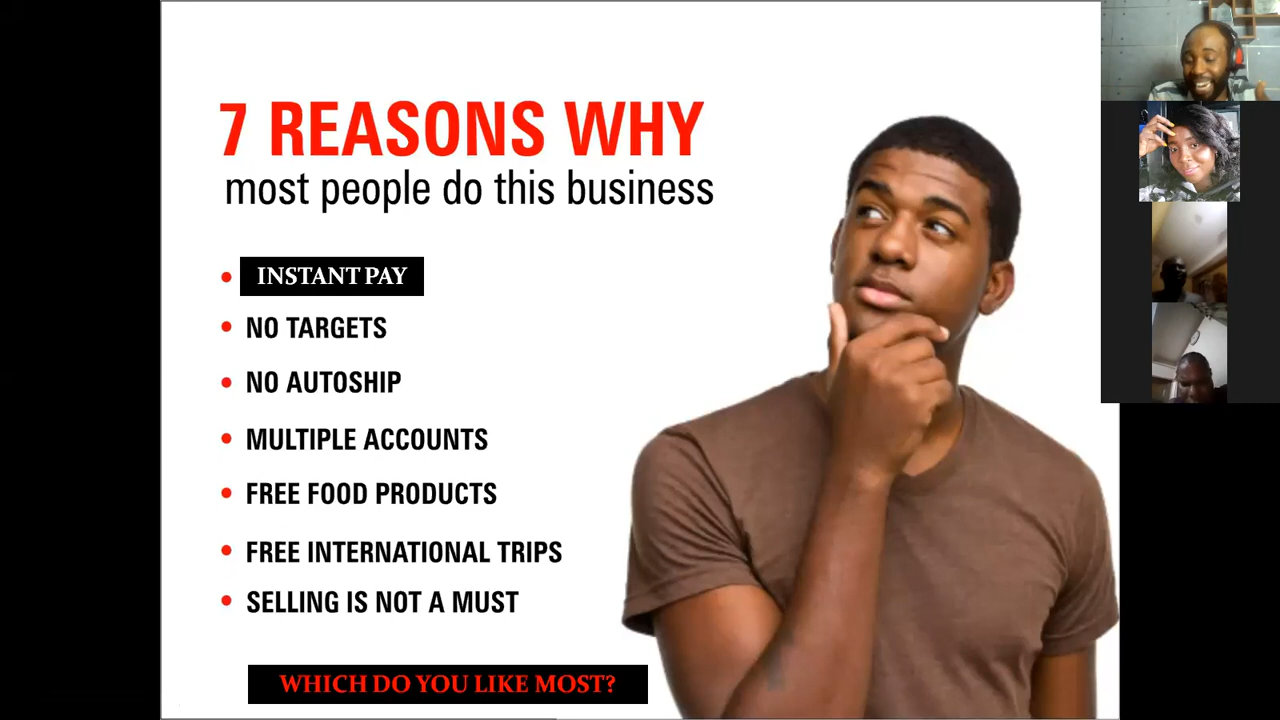 7 REASONS WHY
most people do this business
INSTANT PAY
NO TARGETS
NO AUTOSHIP
MULTIPLE ACCOUNTS
FREE FOOD PRODUCTS
FREE INTERNATIONAL TRIPS
SELLING IS NOT A MUST
WHICH DO YOU LIKE MOST?